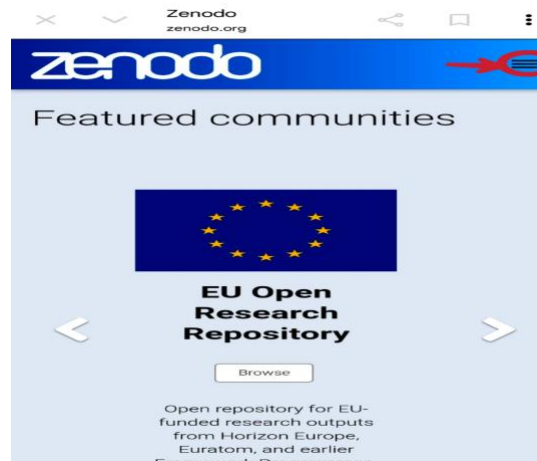 Zenodo
zenodo.org
zenodo
Featured communities
EU Open
Research
Repository
Browse
Open repository for EU-
funded research outputs
from Horizon Europe,
Euratom, and earlier